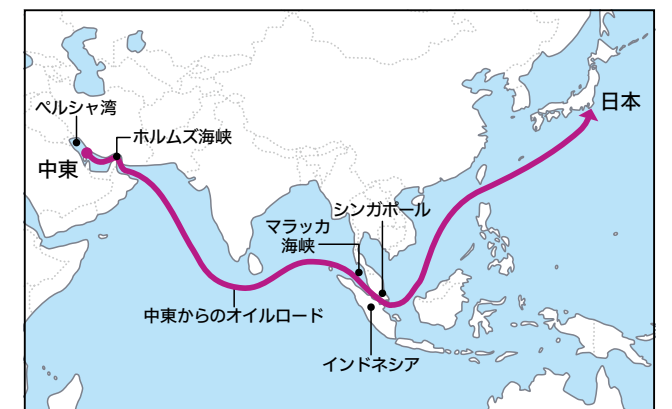 日本
ペルシャ湾
ホルムズ海峡
中東
シンガポール
マラッカ
海峡
中東からのオイルロード
インドネシア